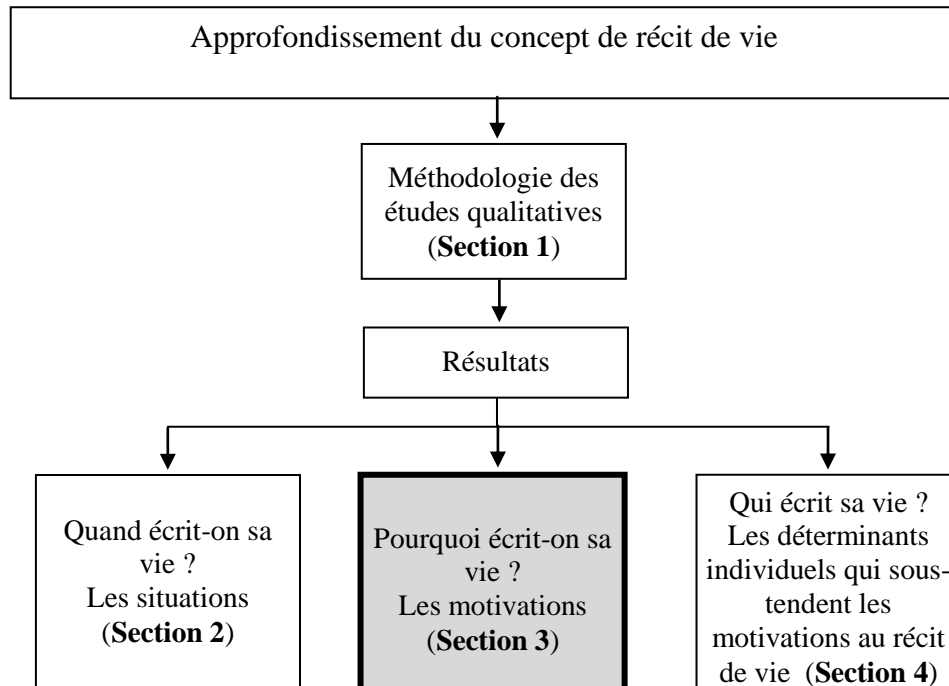 Approfondissement du concept de récit de vie
Méthodologie des
études qualitatives
(Section 1)
Résultats
Quand écrit-on sa
vie ?
Les situations
(Section 2)
Pourquoi écrit-on sa
vie ?
Les motivations
(Section 3)
Qui écrit sa vie ?
Les déterminants
individuels qui sous-
tendent les
motivations au récit
de vie (Section 4)